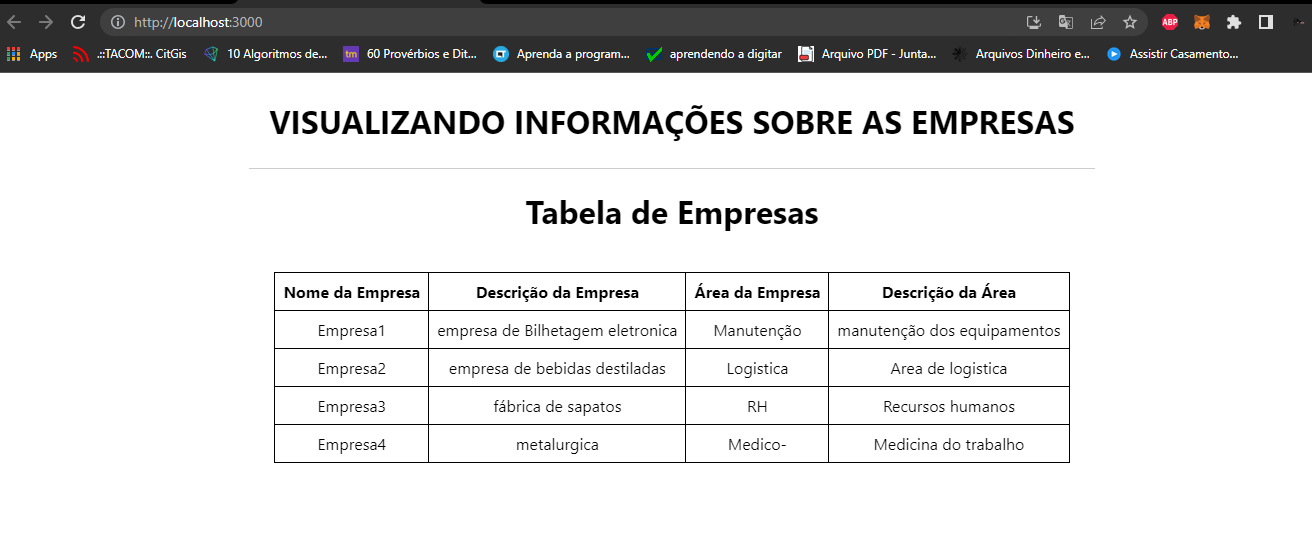 http://localhost:3000
ABP
Apps .::TACOM::. CitGis 10 Algoritmos de... tm 60 Provérbios e Dit... Aprenda a program... aprendendo a digitar Arquivo PDF - Junta... Arquivos Dinheiro e... Assistir Casamento...
VISUALIZANDO INFORMAÇÕES SOBRE AS EMPRESAS
Tabela de Empresas
Nome da Empresa Descrição da Empresa Área da Empresa Descrição da Área
Empresa1 empresa de Bilhetagem eletronica Manutenção manutenção dos equipamentos
Empresa2 empresa de bebidas destiladas Logistica Area de logistica
Empresa3 fábrica de sapatos RH Recursos humanos
Empresa4 metalurgica Medico- Medicina do trabalho